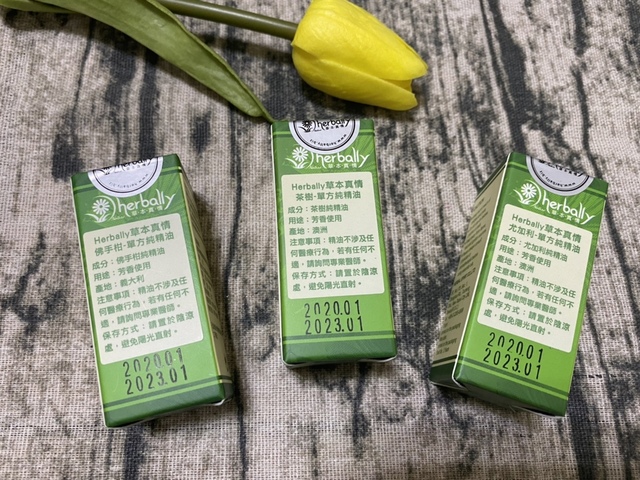 herbally
草本真情
Herbally草本真情
佛手柑-單方純精油
成分：佛手柑純精油
用途：芳香使用
產地：義大利
注意事項：精油不涉及任
何醫療行為，若有任何不
適，請詢問專業醫師。
保存方式：請置於陰涼
處，避免陽光直射。
2020.01
2023.01
herbally
草本真情
Herbally草本真情
茶樹-單方純精油
成分：茶樹純精油
用途：芳香使用
產地：澳洲
注意事項：精油不涉及任
何醫療行為，若有任何不
適，請詢問專業醫師。
保存方式：請置於陰涼
處，避免陽光直射。
2020.01
2023.01
herbally
草本真情
Herbally草本真情
尤加利-單方純精油
成分：尤加利純精油
用途：芳香使用
產地：澳洲
注意事項：精油不涉及任
何醫療行為，若有任何不
適，請詢問專業醫師。
保存方式：請置於陰涼
處，避免陽光直射。
2020.01
2023.01